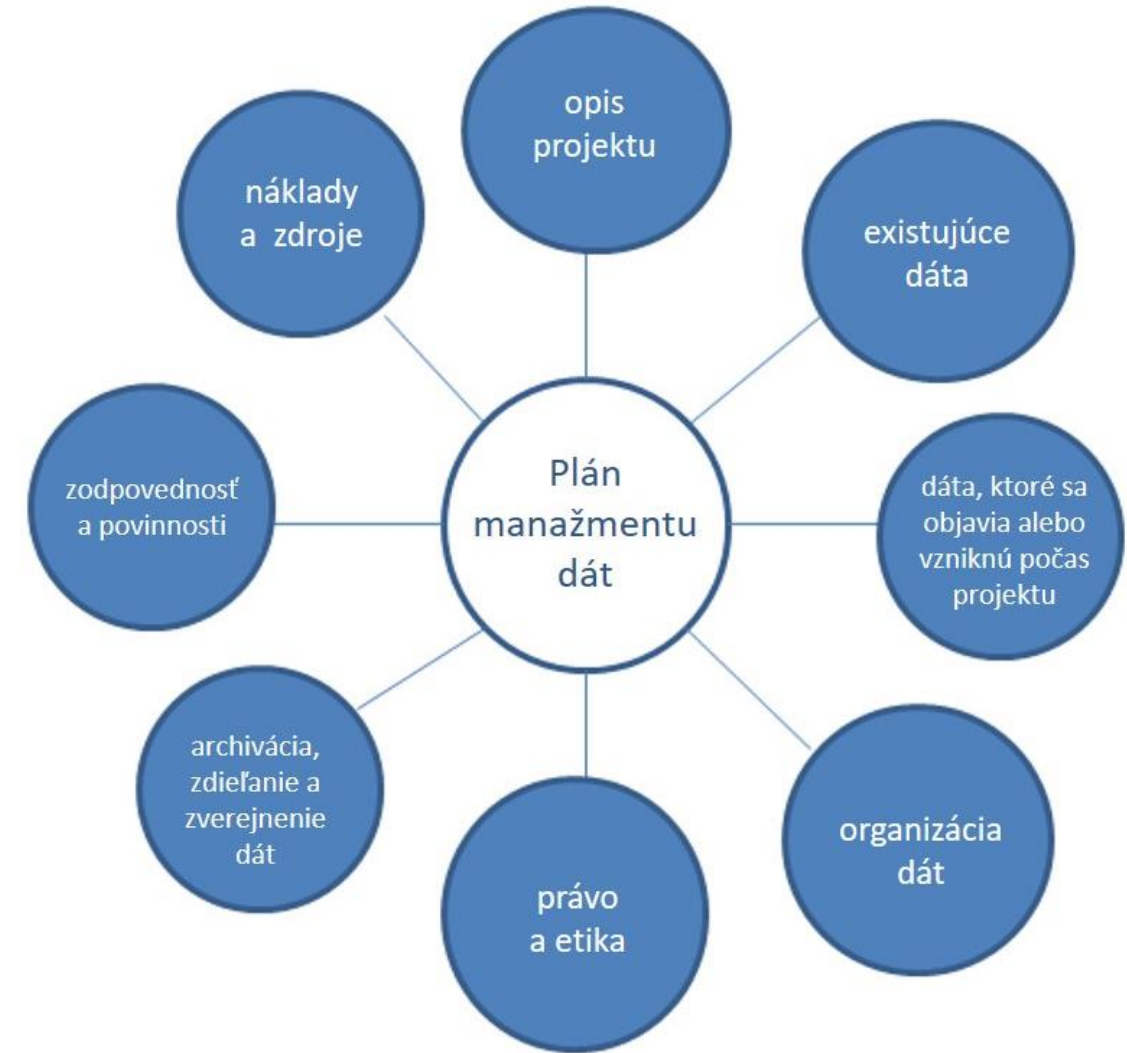 opis
projektu
existujúce
dáta
dáta, ktoré sa
objavia alebo
vzniknú počas
projektu
organizácia
dát
právo
a etika
archivácia,
zdieľanie a
zverejnenie
dát
zodpovednosť
a povinnosti
náklady
a zdroje
Plán
manažmentu
dát